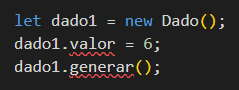 let dado1 = new Dado();
dado1.valor = 6;
dado1.generar();